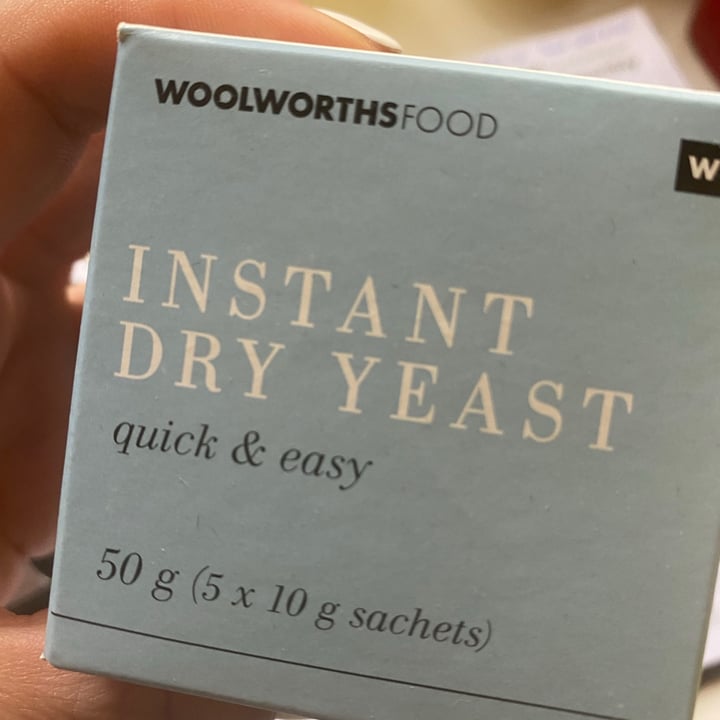 WOOLWORTHSFOOD
W
INSTANT
DRY YEAST
quick & easy
50 g (5 x 10 g sachets)